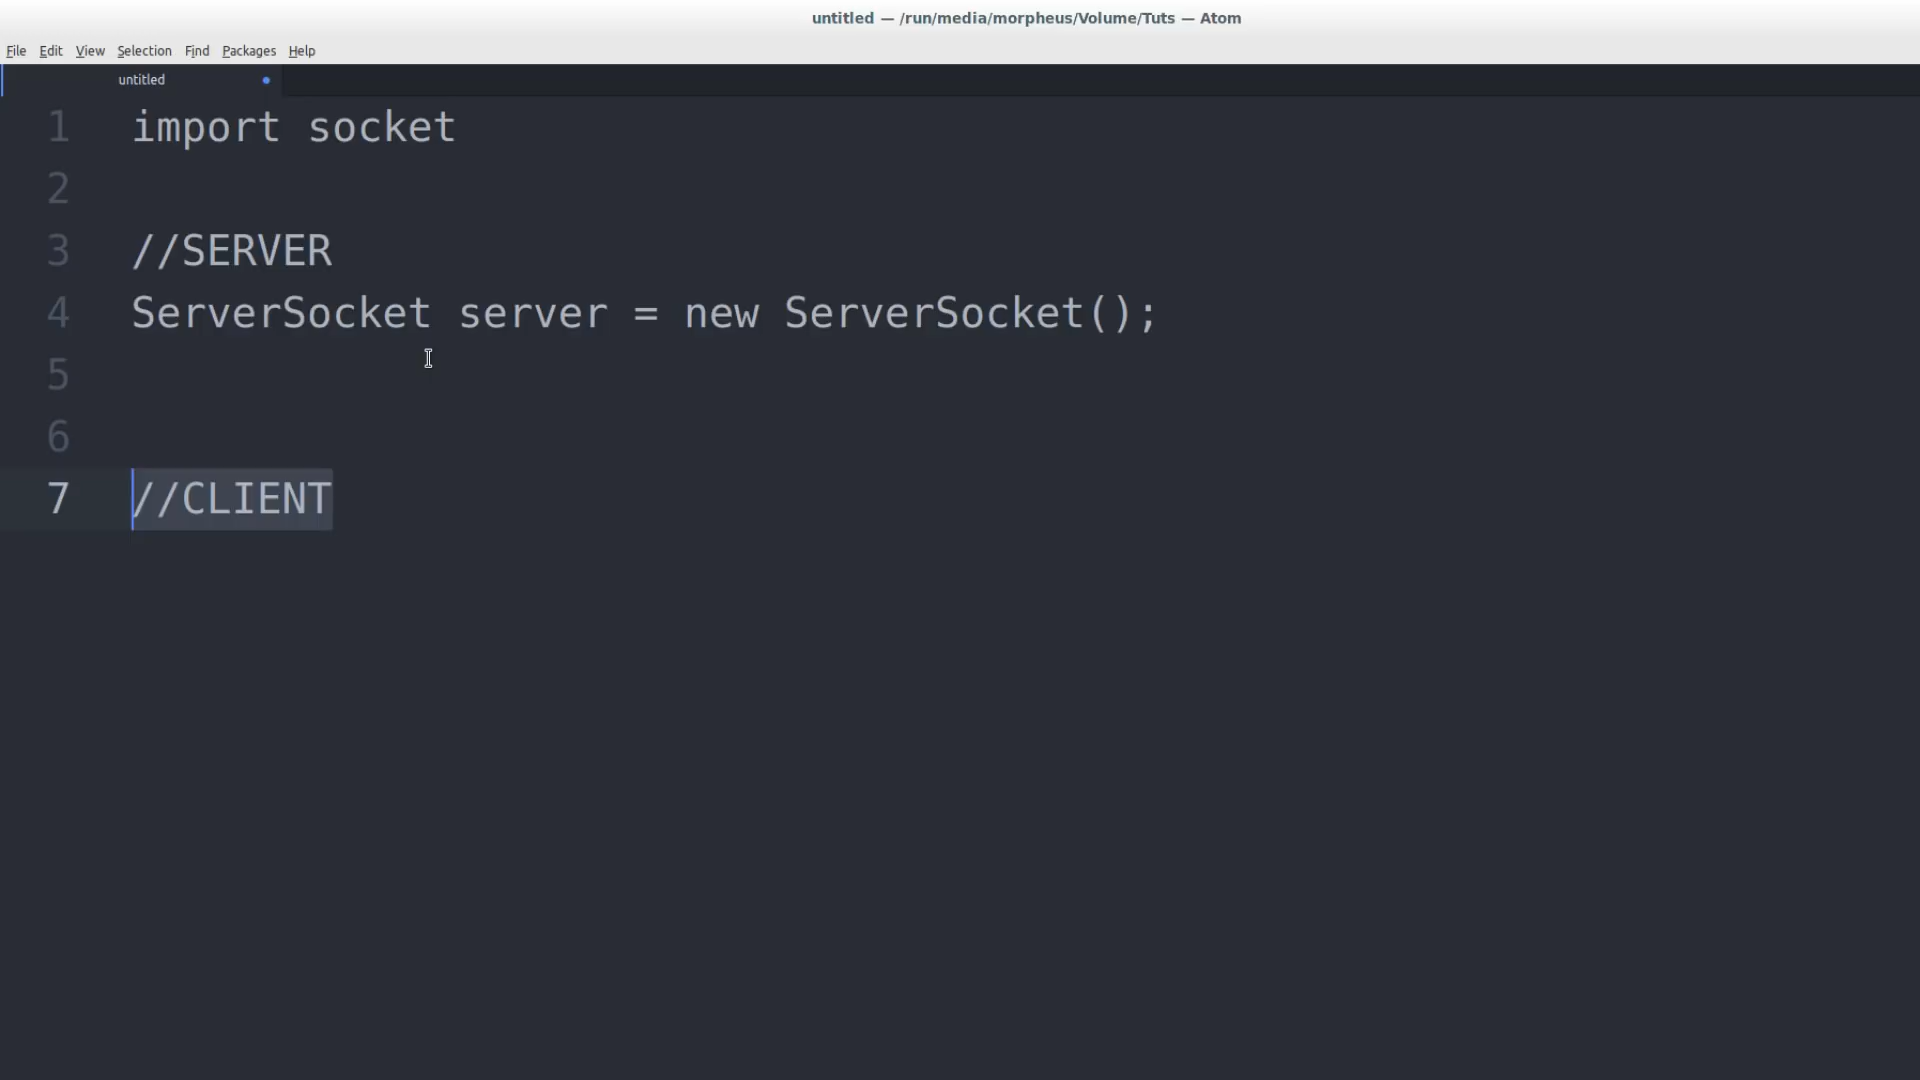 untitled — /run/media/morpheus/Volume/Tuts — Atom
File Edit View Selection Find Packages Help
untitled
1 import socket
2
3 //SERVER
4 ServerSocket server = new ServerSocket();
5
6
7 //CLIENT